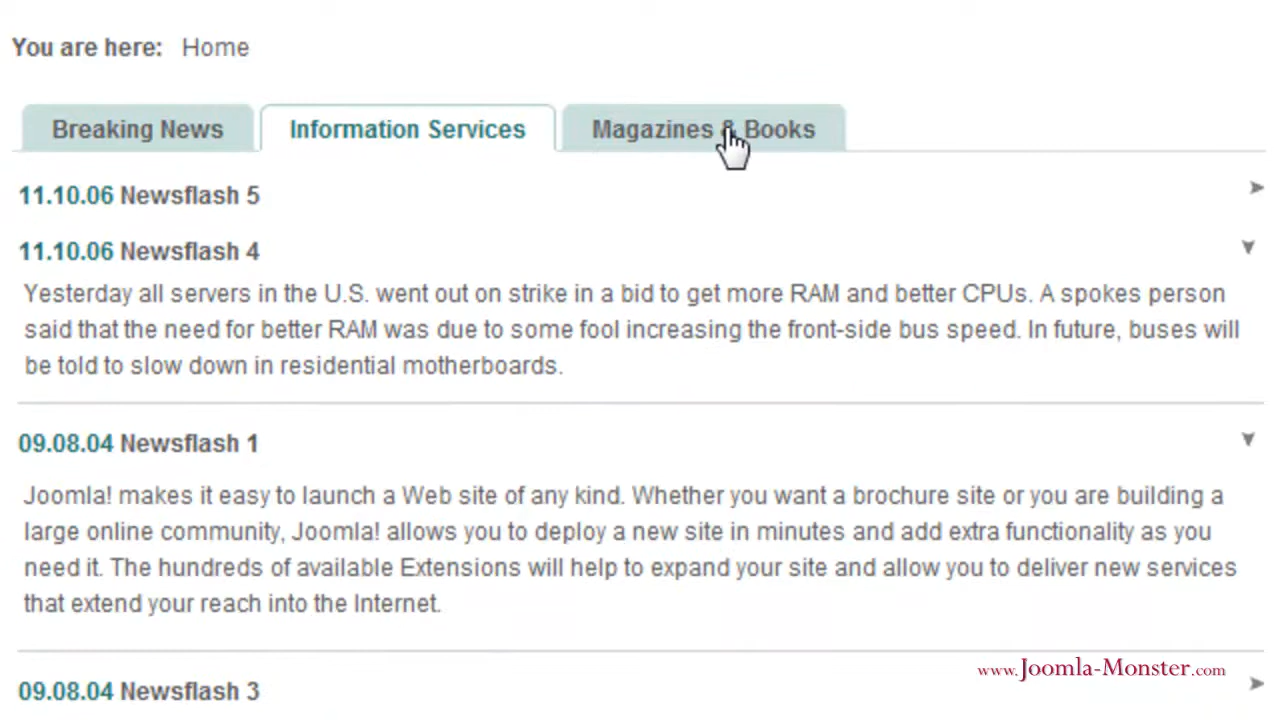 You are here: Home
Breaking News Information Services Magazines & Books
11.10.06 Newsflash 5
11.10.06 Newsflash 4
Yesterday all servers in the U.S. went out on strike in a bid to get more RAM and better CPUs. A spokes person
said that the need for better RAM was due to some fool increasing the front-side bus speed. In future, buses will
be told to slow down in residential motherboards.
09.08.04 Newsflash 1
Joomla! makes it easy to launch a Web site of any kind. Whether you want a brochure site or you are building a
large online community, Joomla! allows you to deploy a new site in minutes and add extra functionality as you
need it. The hundreds of available Extensions will help to expand your site and allow you to deliver new services
that extend your reach into the Internet.
www.Joomla-Monster.com
09.08.04 Newsflash 3